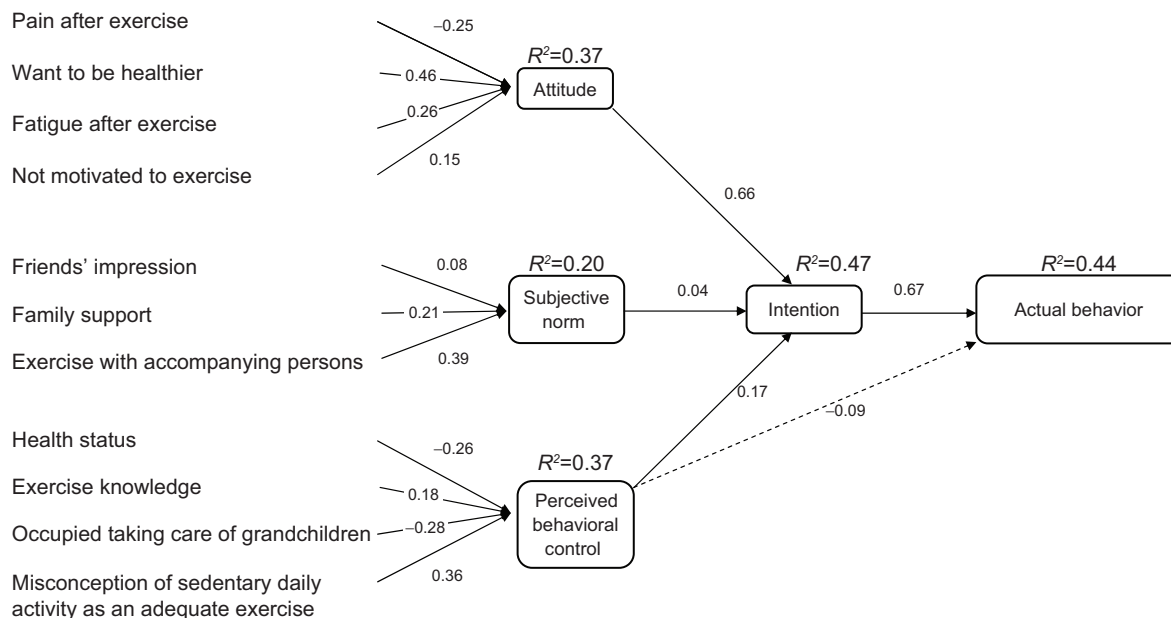 Pain after exercise
−0.25
R²=0.37
Want to be healthier
0.46
Attitude
Fatigue after exercise
0.26
Not motivated to exercise
0.15
0.66
Friends’ impression
0.08
R²=0.20
R²=0.47
R²=0.44
Family support
0.21
Subjective
norm
0.04
Intention
0.67
Actual behavior
Exercise with accompanying persons
0.39
0.17
−0.09
Health status
−0.26
R²=0.37
Exercise knowledge
0.18
Perceived
behavioral
control
Occupied taking care of grandchildren
−0.28
Misconception of sedentary daily
activity as an adequate exercise
0.36